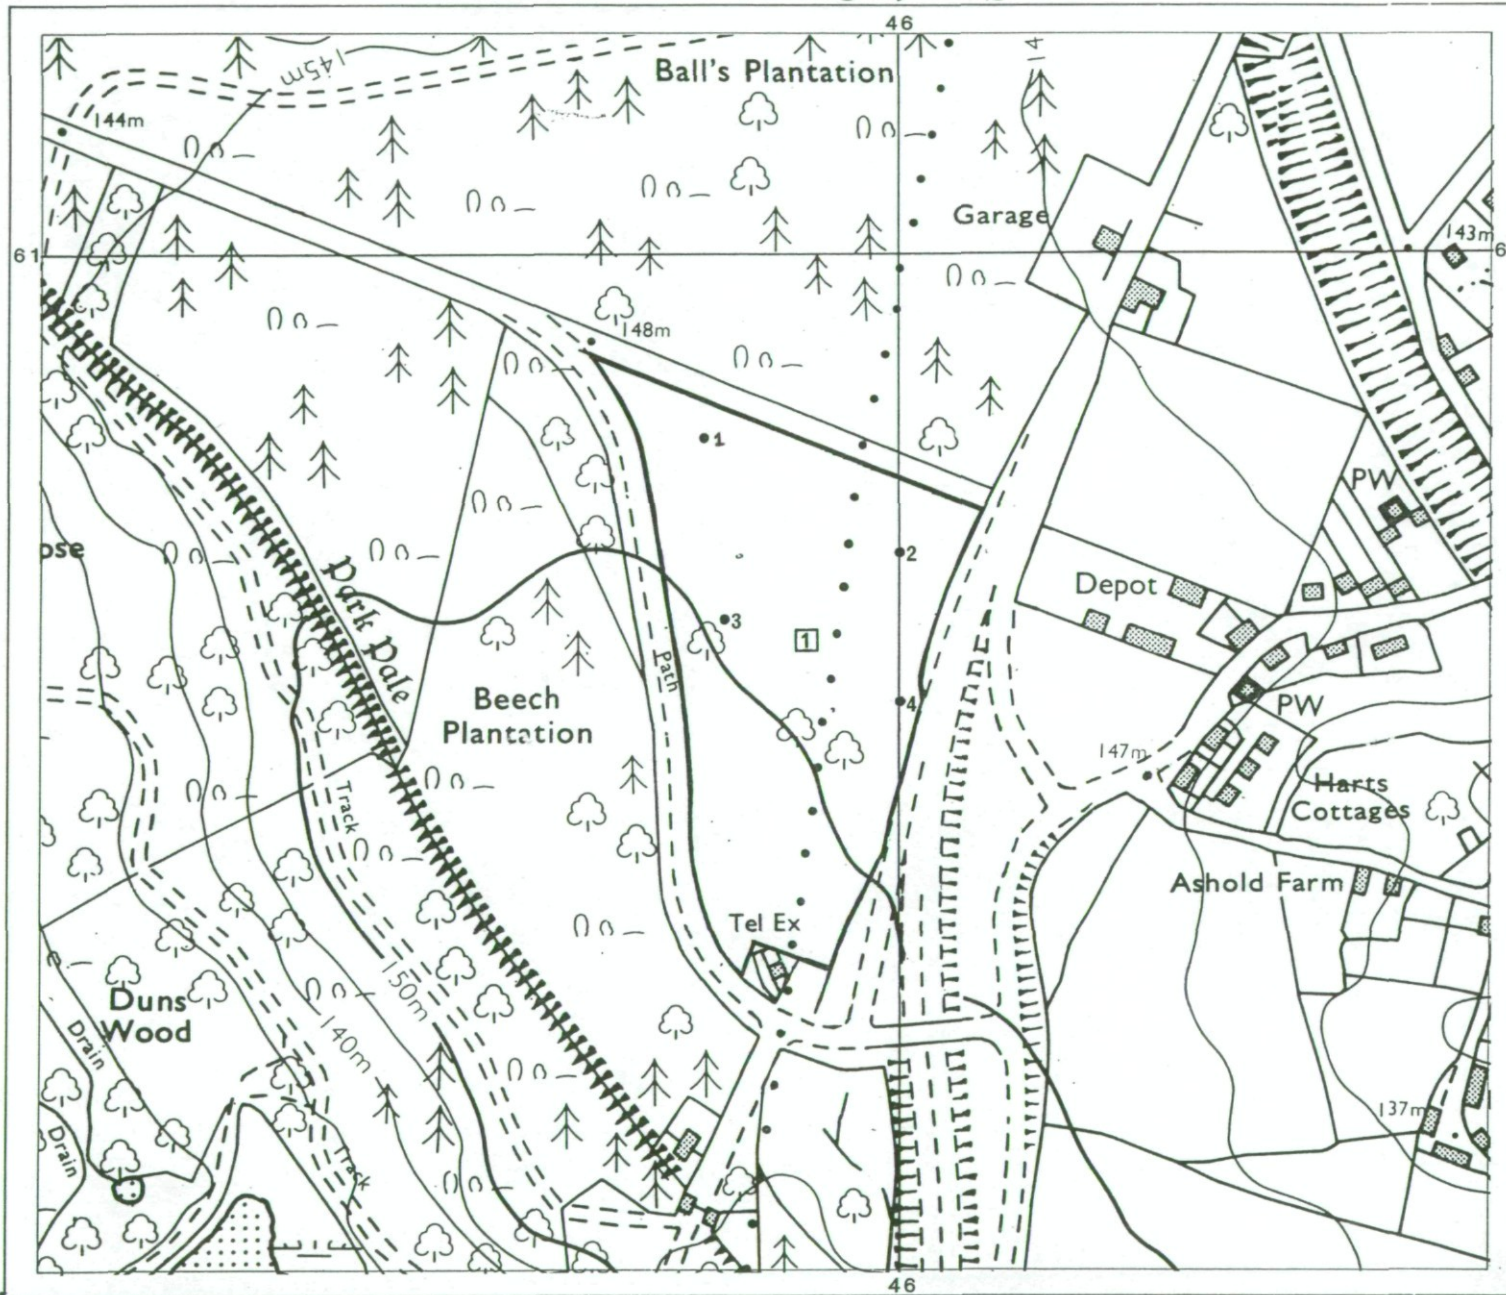 46
145m
14
Ball's Plantation
144m
Garage
143m
61
6
148m
1
PW
2
ose
Depot
3
1
Park Pale
Path
Beech
Plantation
4
PW
147m
Track
Harts
Cottages
Ashold Farm
Tel Ex
150m
Duns
Wood
140m
Drain
137m
Drain
Track
46